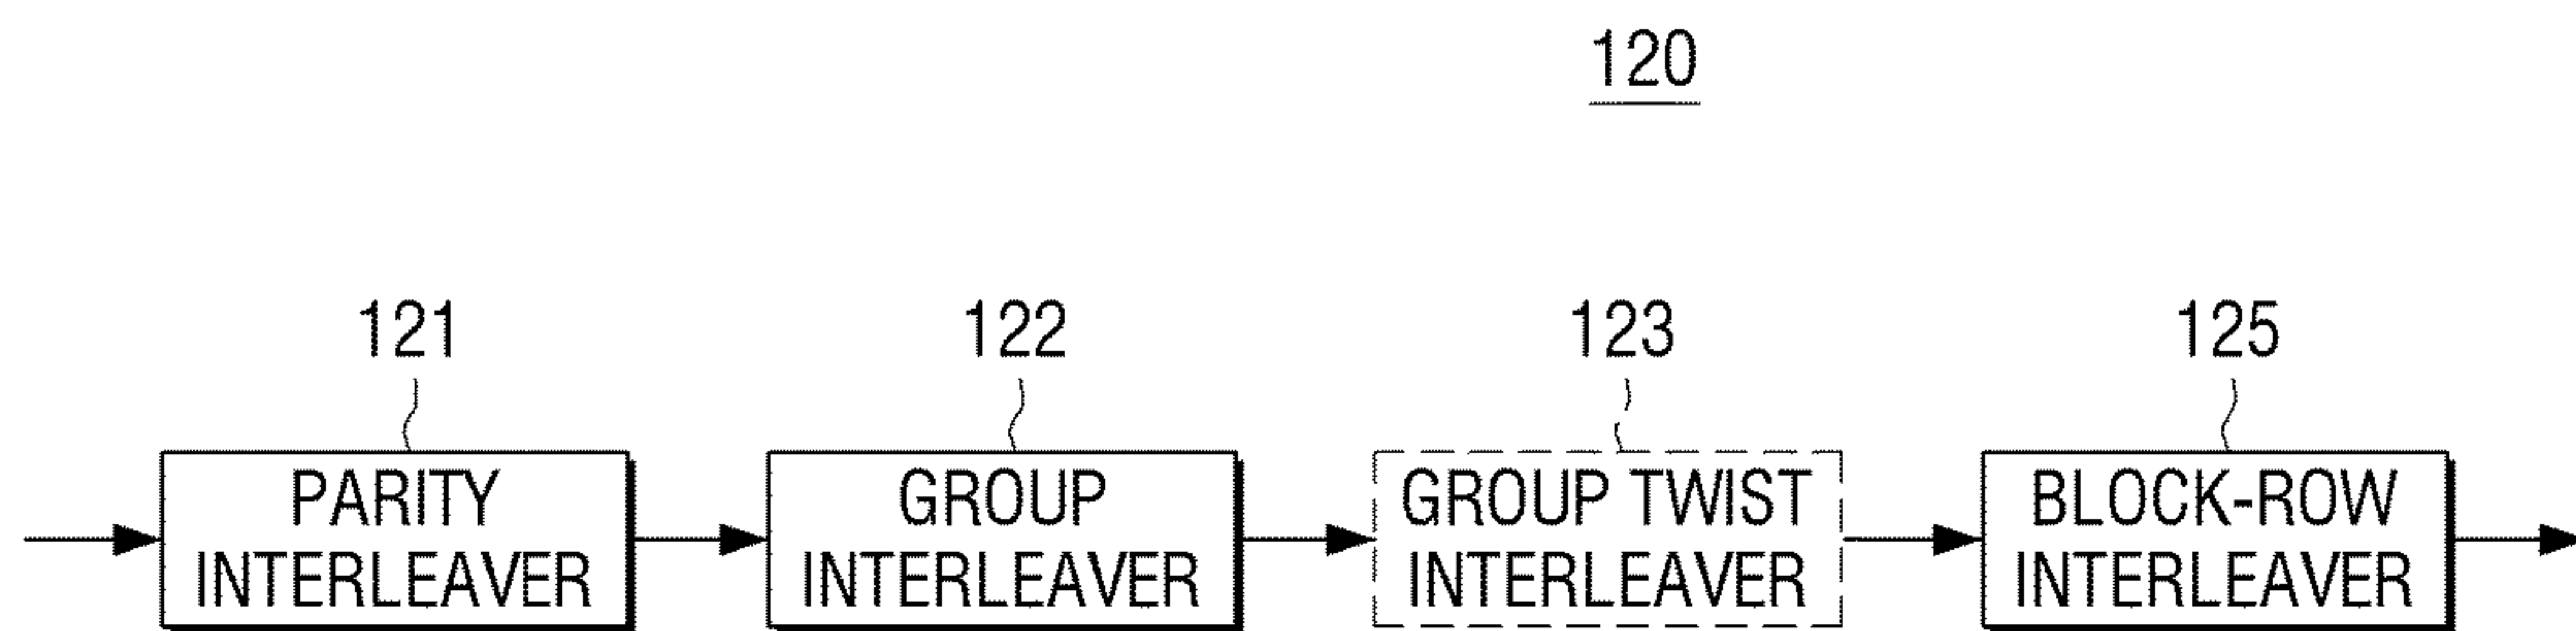 120
121
122
123
125
PARITY
INTERLEAVER
GROUP
INTERLEAVER
GROUP TWIST
INTERLEAVER
BLOCK-ROW
INTERLEAVER